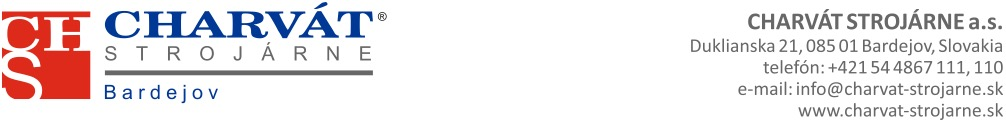 CHS
CHARVÁT®
STROJÁRNE
Bardejov
CHARVÁT STROJÁRNE a.s.
Duklianska 21, 085 01 Bardejov, Slovakia
telefón: +421 54 4867 111, 110
e-mail: info@charvat-strojarne.sk
www.charvat-strojarne.sk